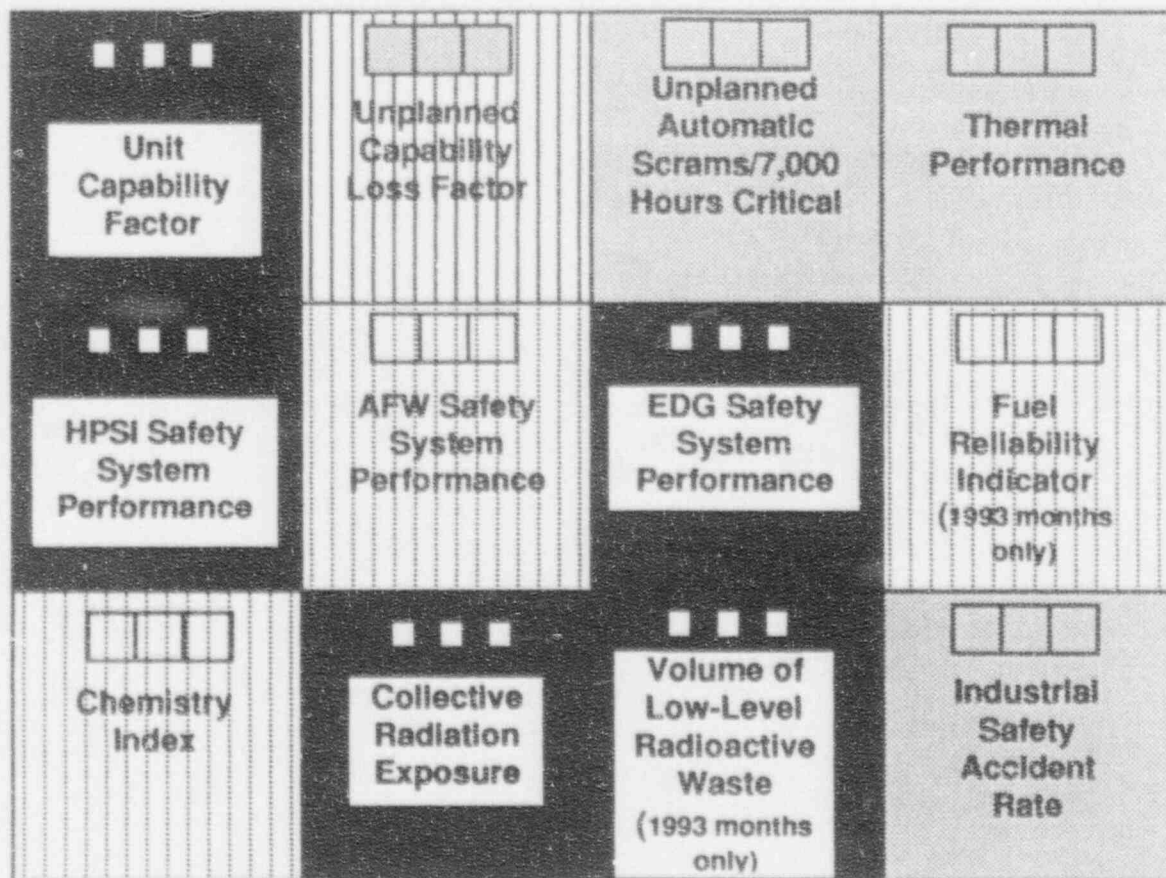 Unit
Capability
Factor
Unplanned
Capability
Loss Factor
Unplanned
Automatic
Scrams/7,000
Hours Critical
Thermal
Performance
HPSI Safety
System
Performance
AFW Safety
System
Performance
EDG Safety
System
Performance
Fuel
Reliability
Indicator
(1993 months
only)
Chemistry
Index
Collective
Radiation
Exposure
Volume of
Low-Level
Radioactive
Waste
(1993 months
only)
Industrial
Safety
Accident
Rate